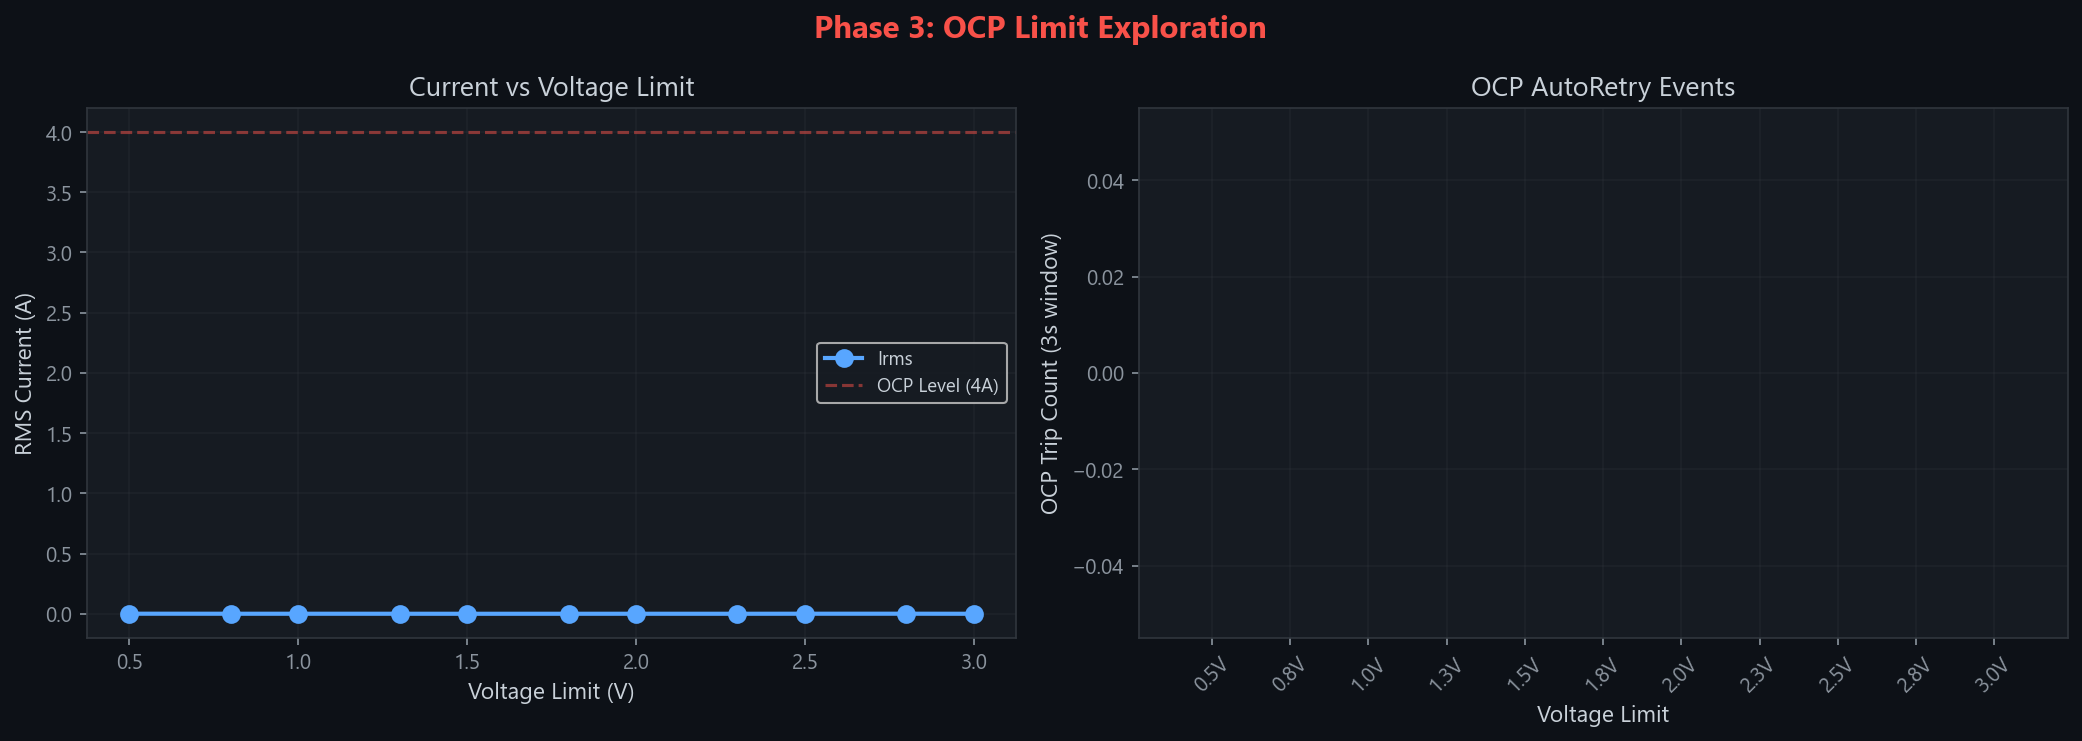 Phase 3: OCP Limit Exploration
Current vs Voltage Limit
RMS Current (A)
4.0
3.5
3.0
2.5
2.0
1.5
1.0
0.5
0.0
Irms
OCP Level (4A)
0.5 1.0 1.5 2.0 2.5 3.0
Voltage Limit (V)
OCP AutoRetry Events
OCP Trip Count (3s window)
0.04
0.02
0.00
−0.02
−0.04
0.5V 0.8V 1.0V 1.3V 1.5V 1.8V 2.0V 2.3V 2.5V 2.8V 3.0V
Voltage Limit